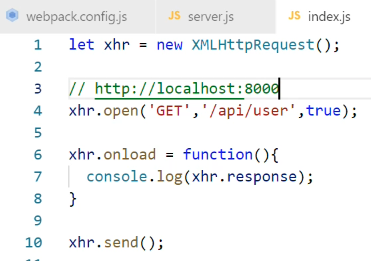 webpack.config.js JS server.js JS index.js
1 let xhr = new XMLHttpRequest();
2
3 // http://localhost:8000
4 xhr.open('GET','/api/user',true);
5
6 xhr.onload = function(){
7 console.log(xhr.response);
8 }
9
10 xhr.send();